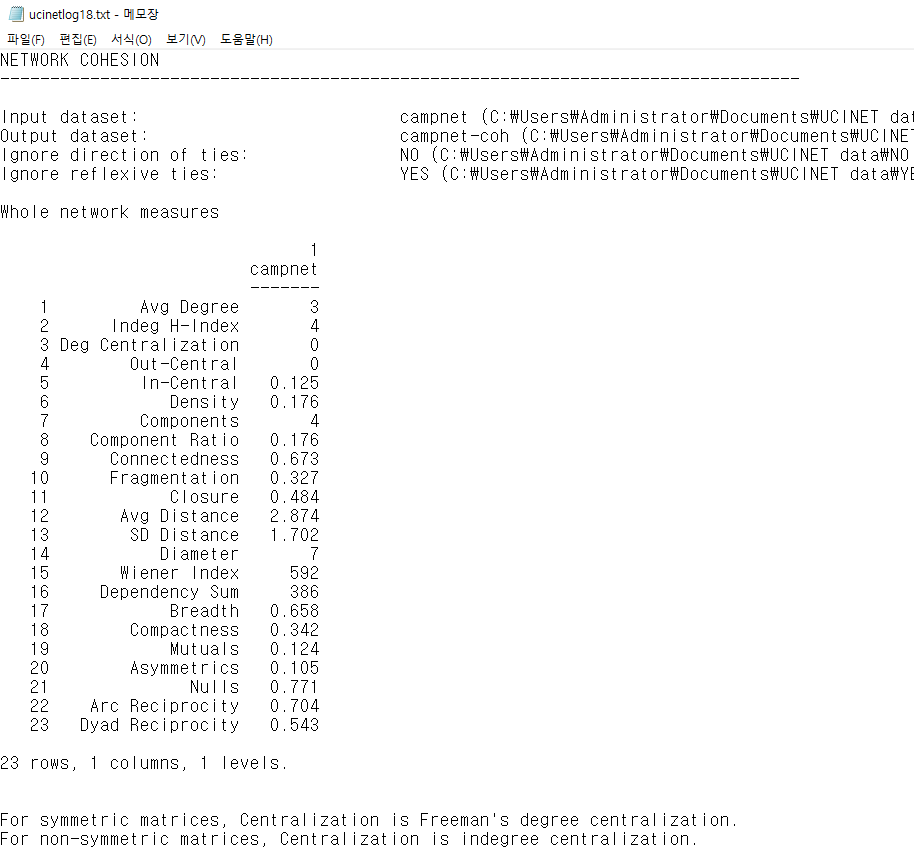 ucinetlog18.txt - 메모장
파일(F) 편집(E) 서식(O) 보기(V) 도움말(H)
NETWORK COHESION
--------------------------------------------------------------------------------
Input dataset: campnet (C:₩Users₩Administrator₩Documents₩UCINET dat
Output dataset: campnet-coh (C:₩Users₩Administrator₩Documents₩UCINET
Ignore direction of ties: NO (C:₩Users₩Administrator₩Documents₩UCINET data₩NO
Ignore reflexive ties: YES (C:₩Users₩Administrator₩Documents₩UCINET data₩YE
Whole network measures
1
campnet
-------
1 Avg Degree 3
2 Indeg H-Index 4
3 Deg Centralization 0
4 Out-Central 0
5 In-Central 0.125
6 Density 0.176
7 Components 4
8 Component Ratio 0.176
9 Connectedness 0.673
10 Fragmentation 0.327
11 Closure 0.484
12 Avg Distance 2.874
13 SD Distance 1.702
14 Diameter 7
15 Wiener Index 592
16 Dependency Sum 386
17 Breadth 0.658
18 Compactness 0.342
19 Mutuals 0.124
20 Asymmetrics 0.105
21 Nulls 0.771
22 Arc Reciprocity 0.704
23 Dyad Reciprocity 0.543
23 rows, 1 columns, 1 levels.
For symmetric matrices, Centralization is Freeman's degree centralization.
For non-symmetric matrices, Centralization is indegree centralization.